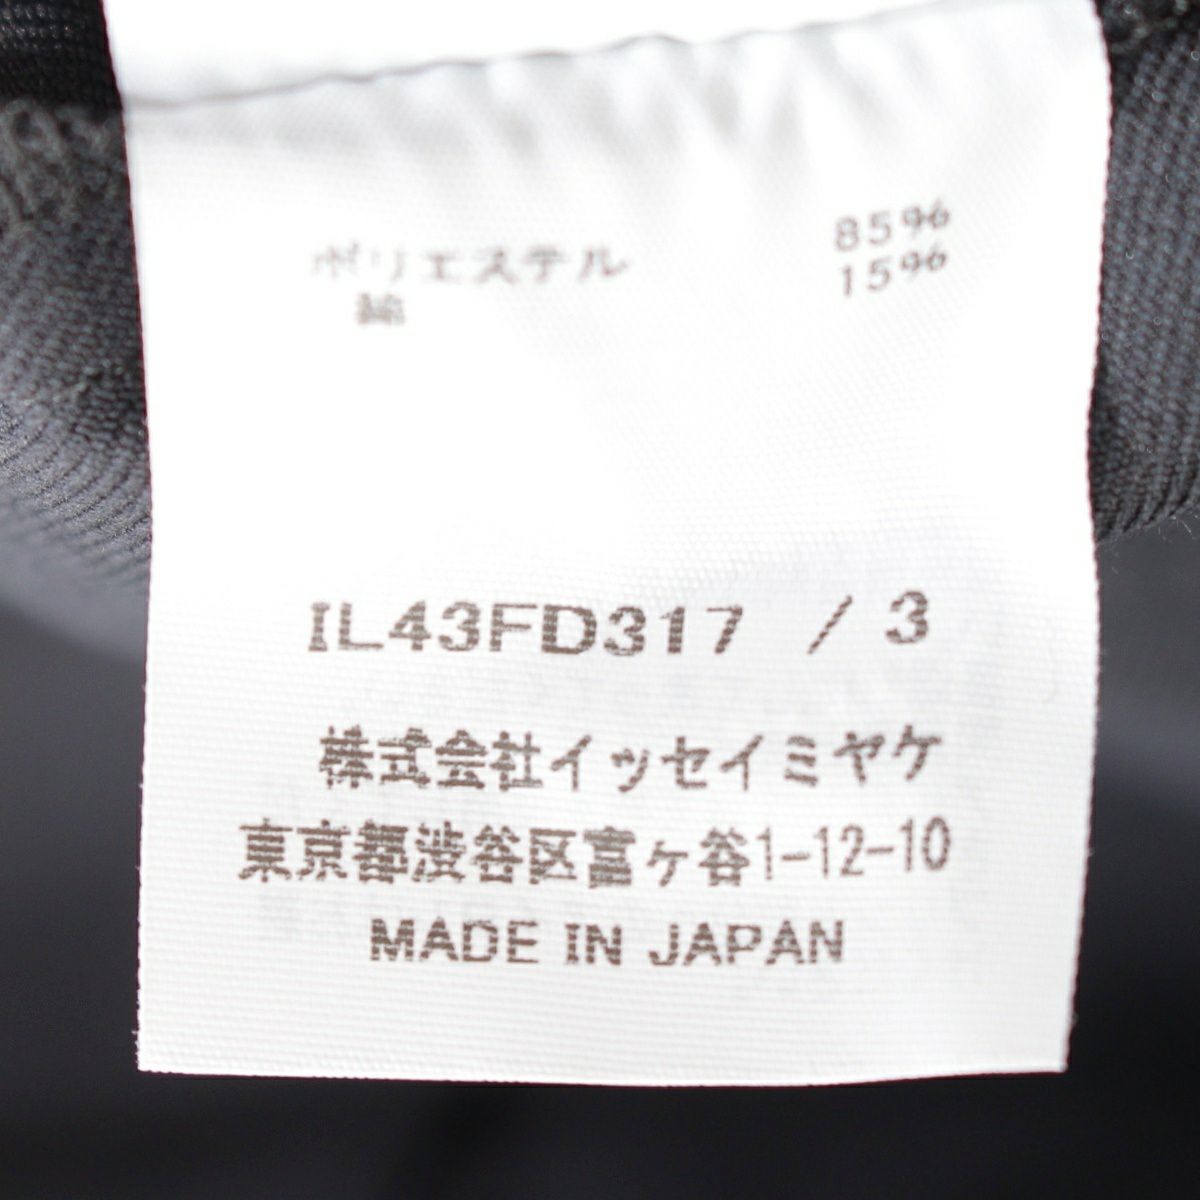 ポリエステル 85%
綿 15%
IL43FD317 / 3
株式会社イッセイミヤケ
東京都渋谷区富ヶ谷1-12-10
MADE IN JAPAN